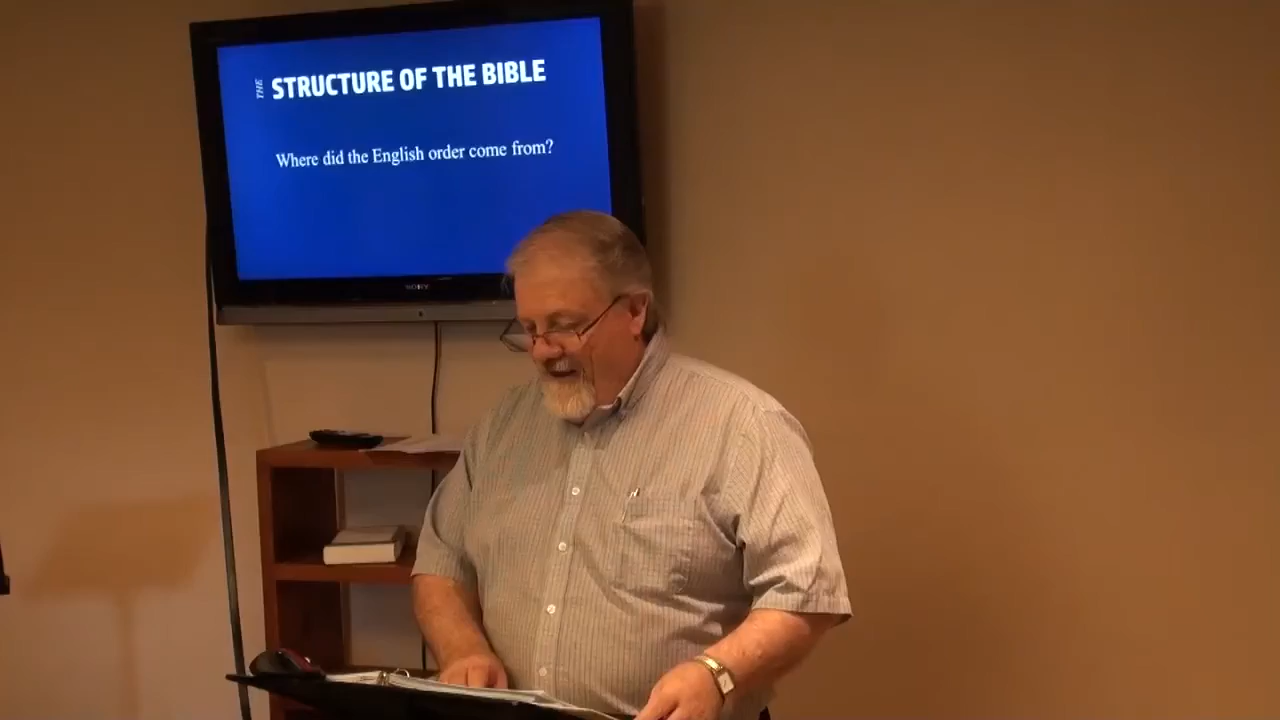 THE STRUCTURE OF THE BIBLE
Where did the English order come from?
SONY